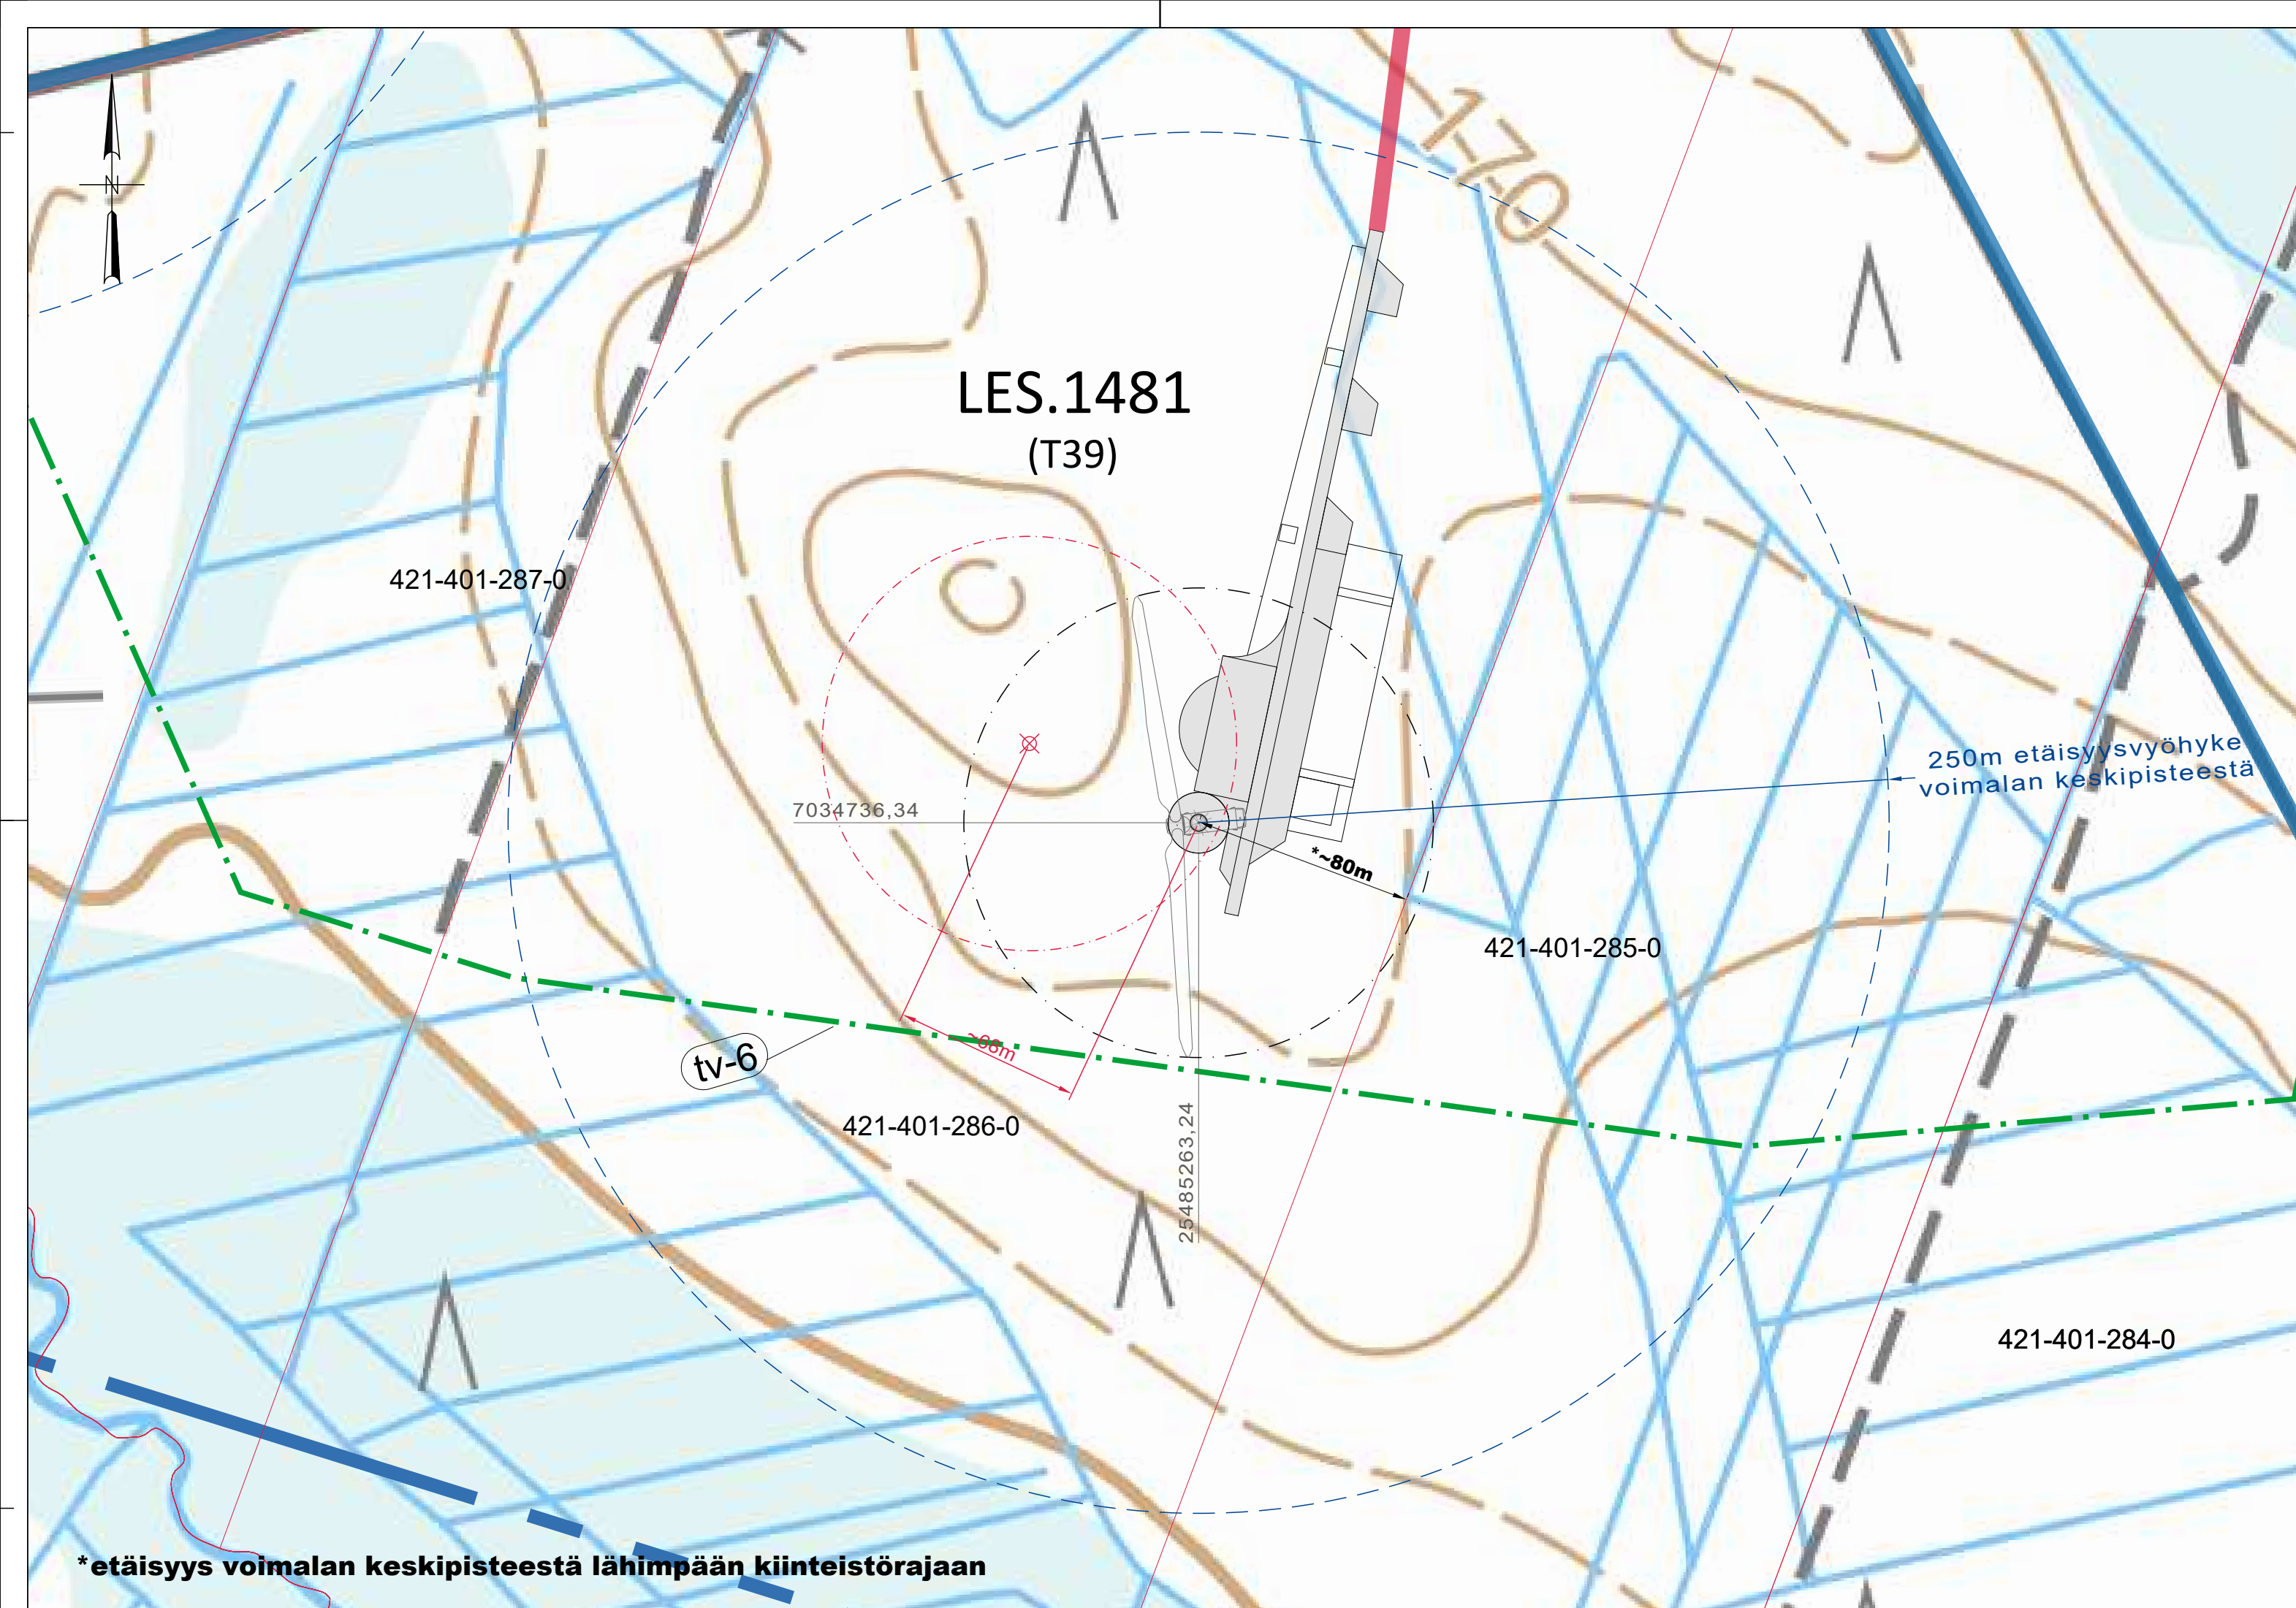 N
170
LES.1481
(T39)
421-401-287-0
250m etäisyysvyöhyke
voimalan keskipisteestä
7034736,34
*~80m
421-401-285-0
~68m
tv-6
421-401-286-0
25485263,24
421-401-284-0
*etäisyys voimalan keskipisteestä lähimpään kiinteistörajaan